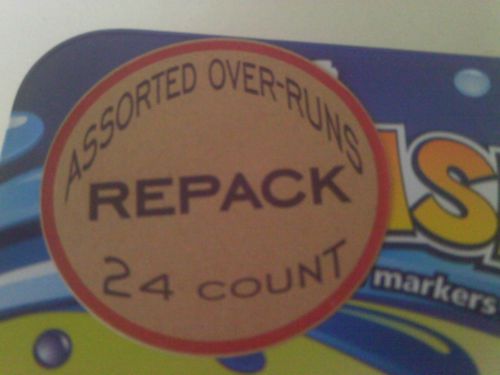 ASSORTED OVER-RUNS
REPACK
24 COUNT
markers